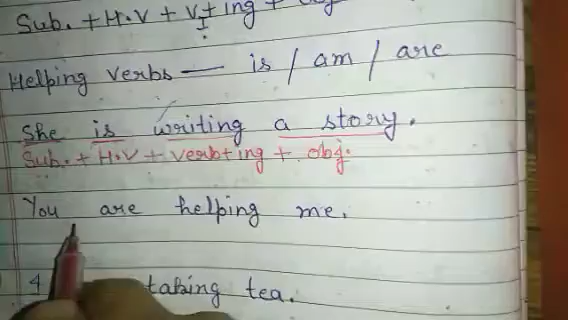 Sub. + H.V + V+ing + obj
I
Helping verbs — is / am / are
She is writing a story.
Sub. + H.V + verb+ing + obj.
You are helping me.
taking tea.